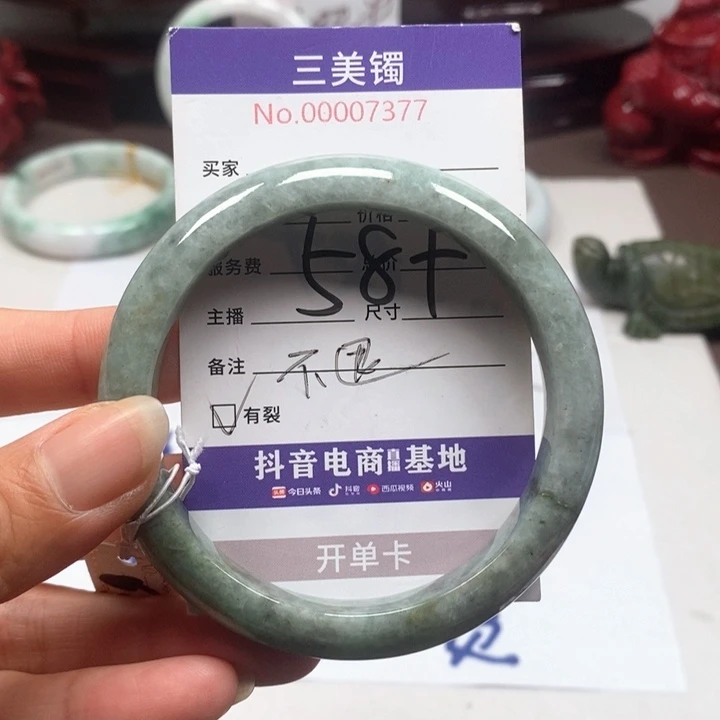 三美镯
No.00007377
买家
价格
服务费 总价
58+
主播 尺寸
备注 不退
有裂
抖音电商直播基地
今日头条 抖音 西瓜视频 火山
开单卡